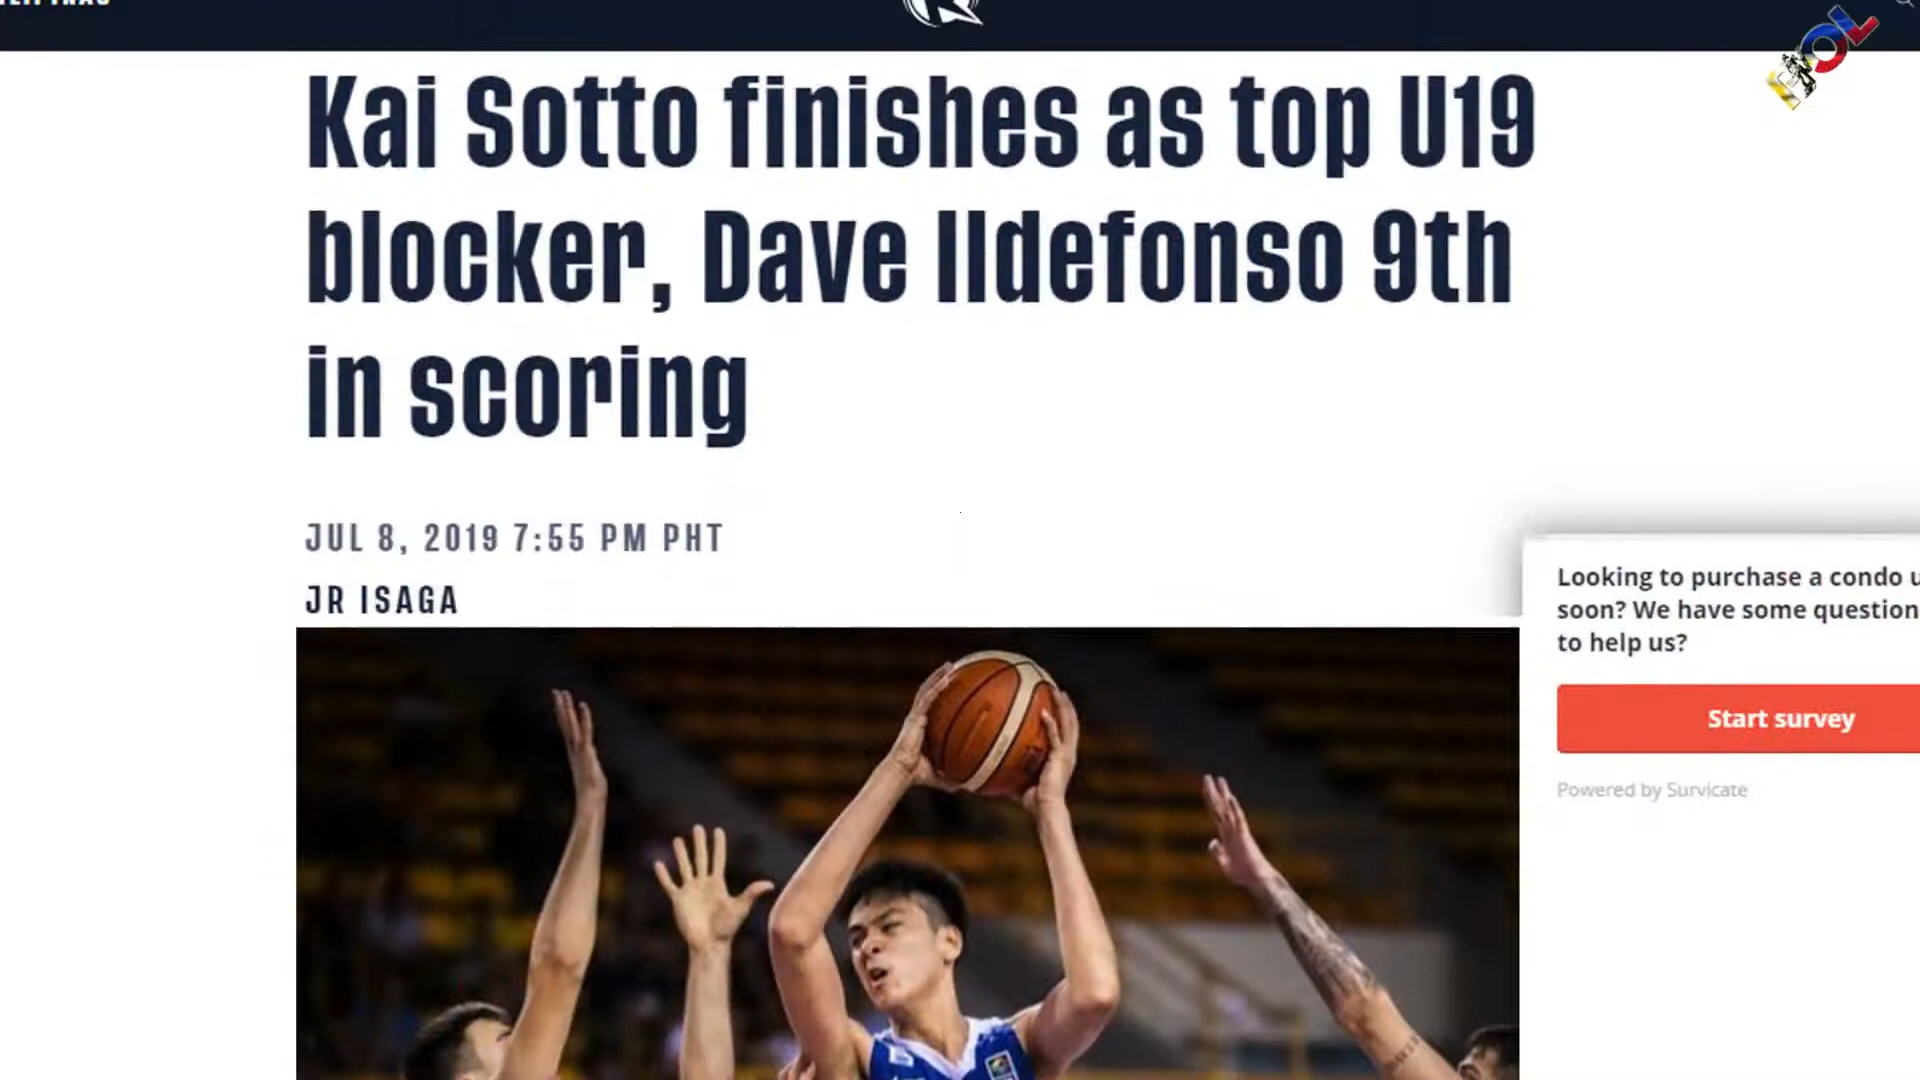 Kai Sotto finishes as top U19
blocker, Dave Ildefonso 9th
in scoring
JUL 8, 2019 7:55 PM PHT
JR ISAGA
Looking to purchase a condo
soon? We have some question
to help us?
Start survey
Powered by Survicate